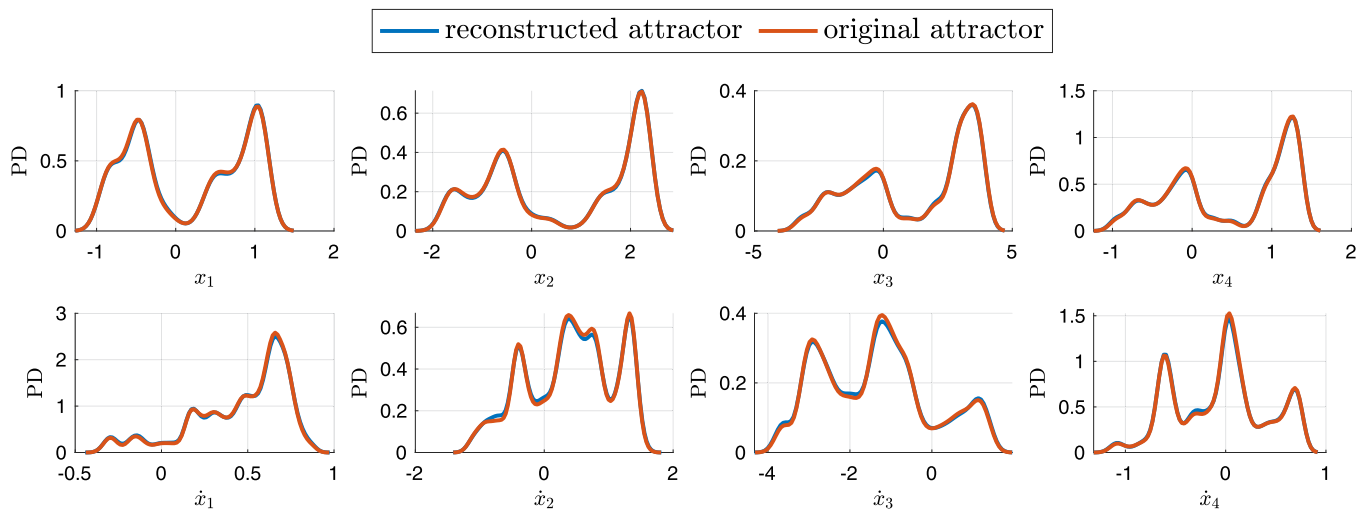 reconstructed attractor original attractor
1
0.5
0
PD
-1 0 1 2
x₁
0.6
0.4
0.2
0
PD
-2 0 2
x₂
0.4
0.2
0
PD
-5 0 5
x₃
1.5
1
0.5
0
PD
-1 0 1 2
x₄
3
2
1
0
PD
-0.5 0 0.5 1
ẋ₁
0.6
0.4
0.2
0
PD
-2 0 2
ẋ₂
0.4
0.2
0
PD
-4 -2 0
ẋ₃
1.5
1
0.5
0
PD
-1 0 1
ẋ₄